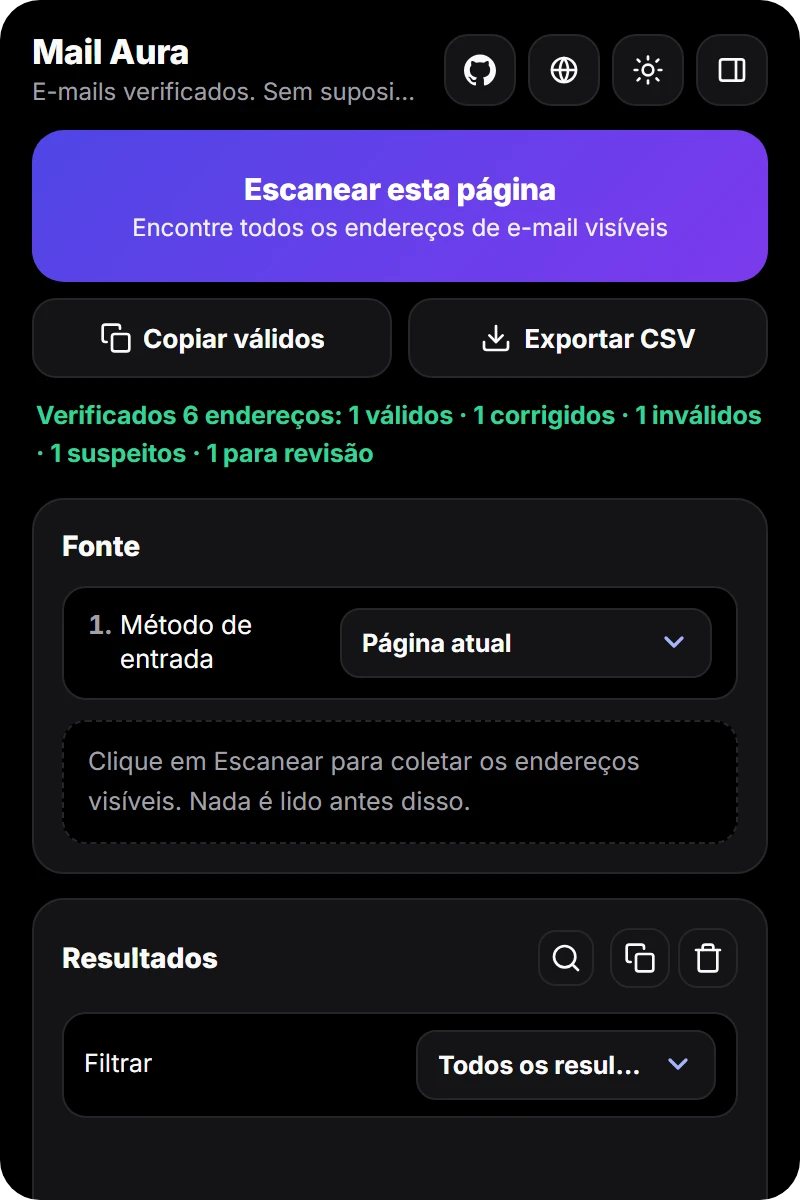 Mail Aura
E-mails verificados. Sem suposi...
Escanear esta página
Encontre todos os endereços de e-mail visíveis
Copiar válidos
Exportar CSV
Verificados 6 endereços: 1 válidos · 1 corrigidos · 1 inválidos
· 1 suspeitos · 1 para revisão
Fonte
1. Método de
entrada
Página atual
Clique em Escanear para coletar os endereços
visíveis. Nada é lido antes disso.
Resultados
Filtrar
Todos os resul...